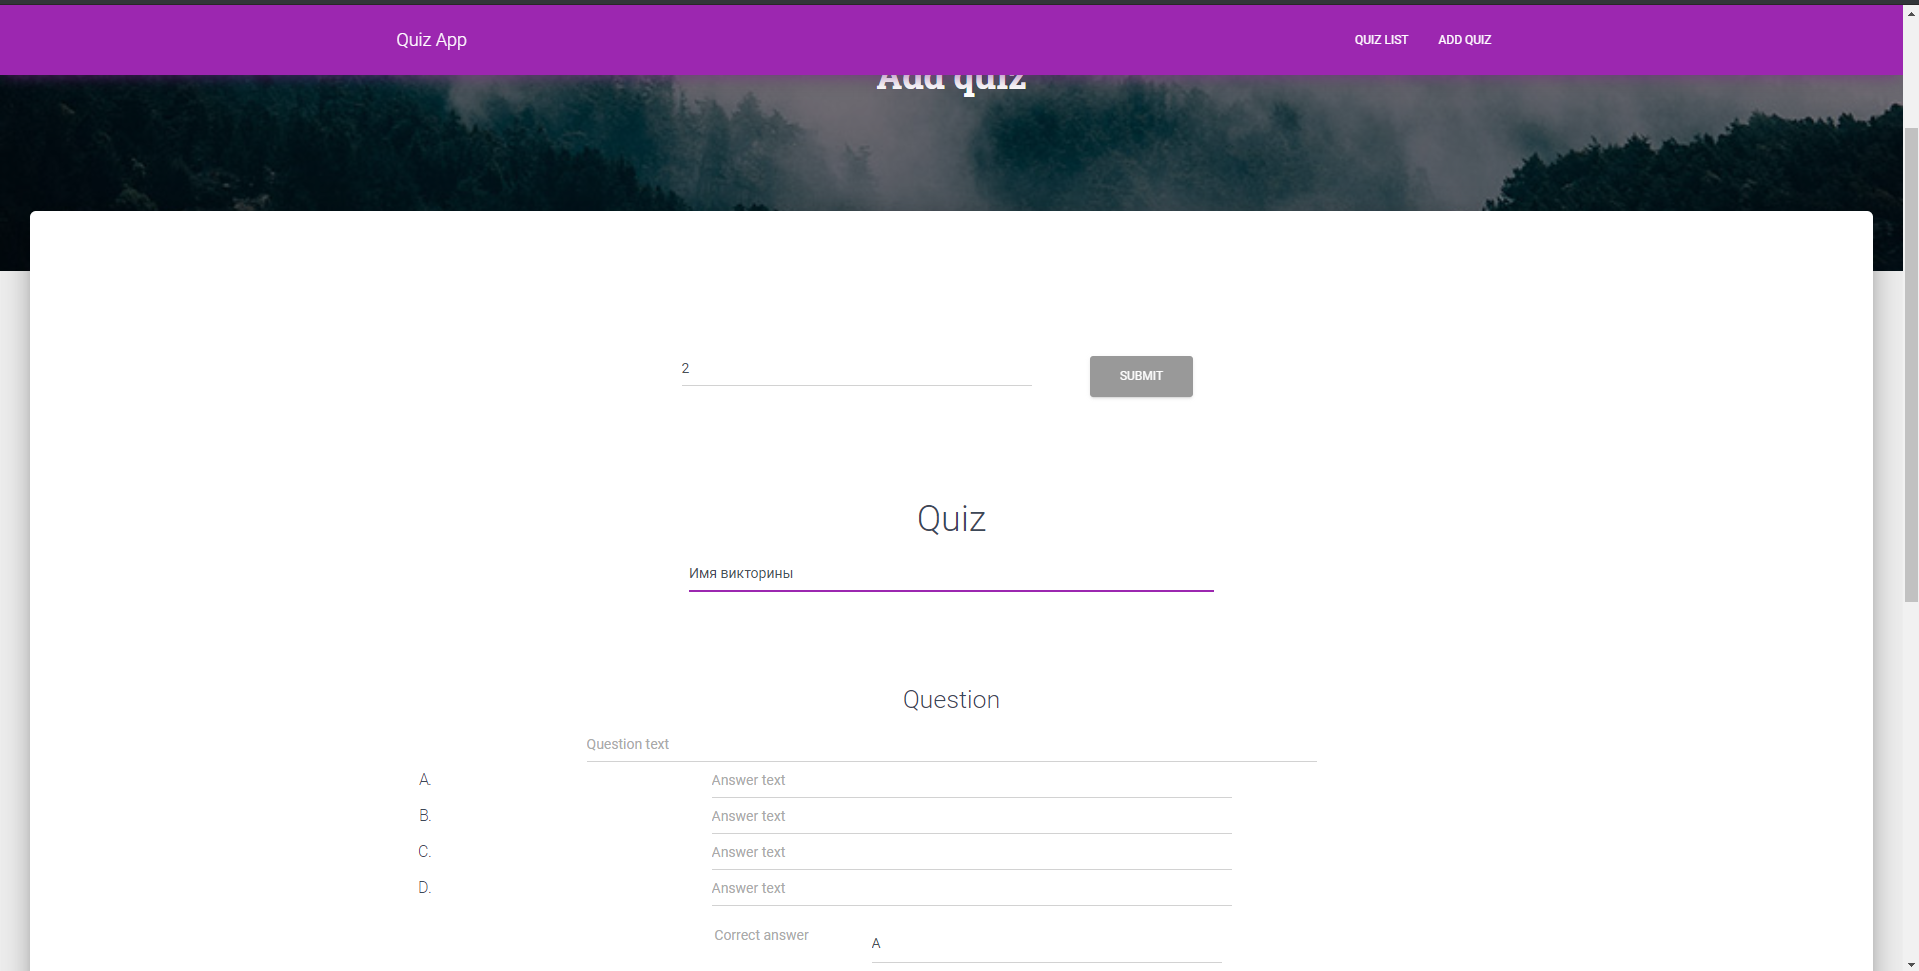 Quiz App
QUIZ LIST
ADD QUIZ
Add quiz
2
SUBMIT
Quiz
Имя викторины
Question
Question text
A.
Answer text
B.
Answer text
C.
Answer text
D.
Answer text
Correct answer
A